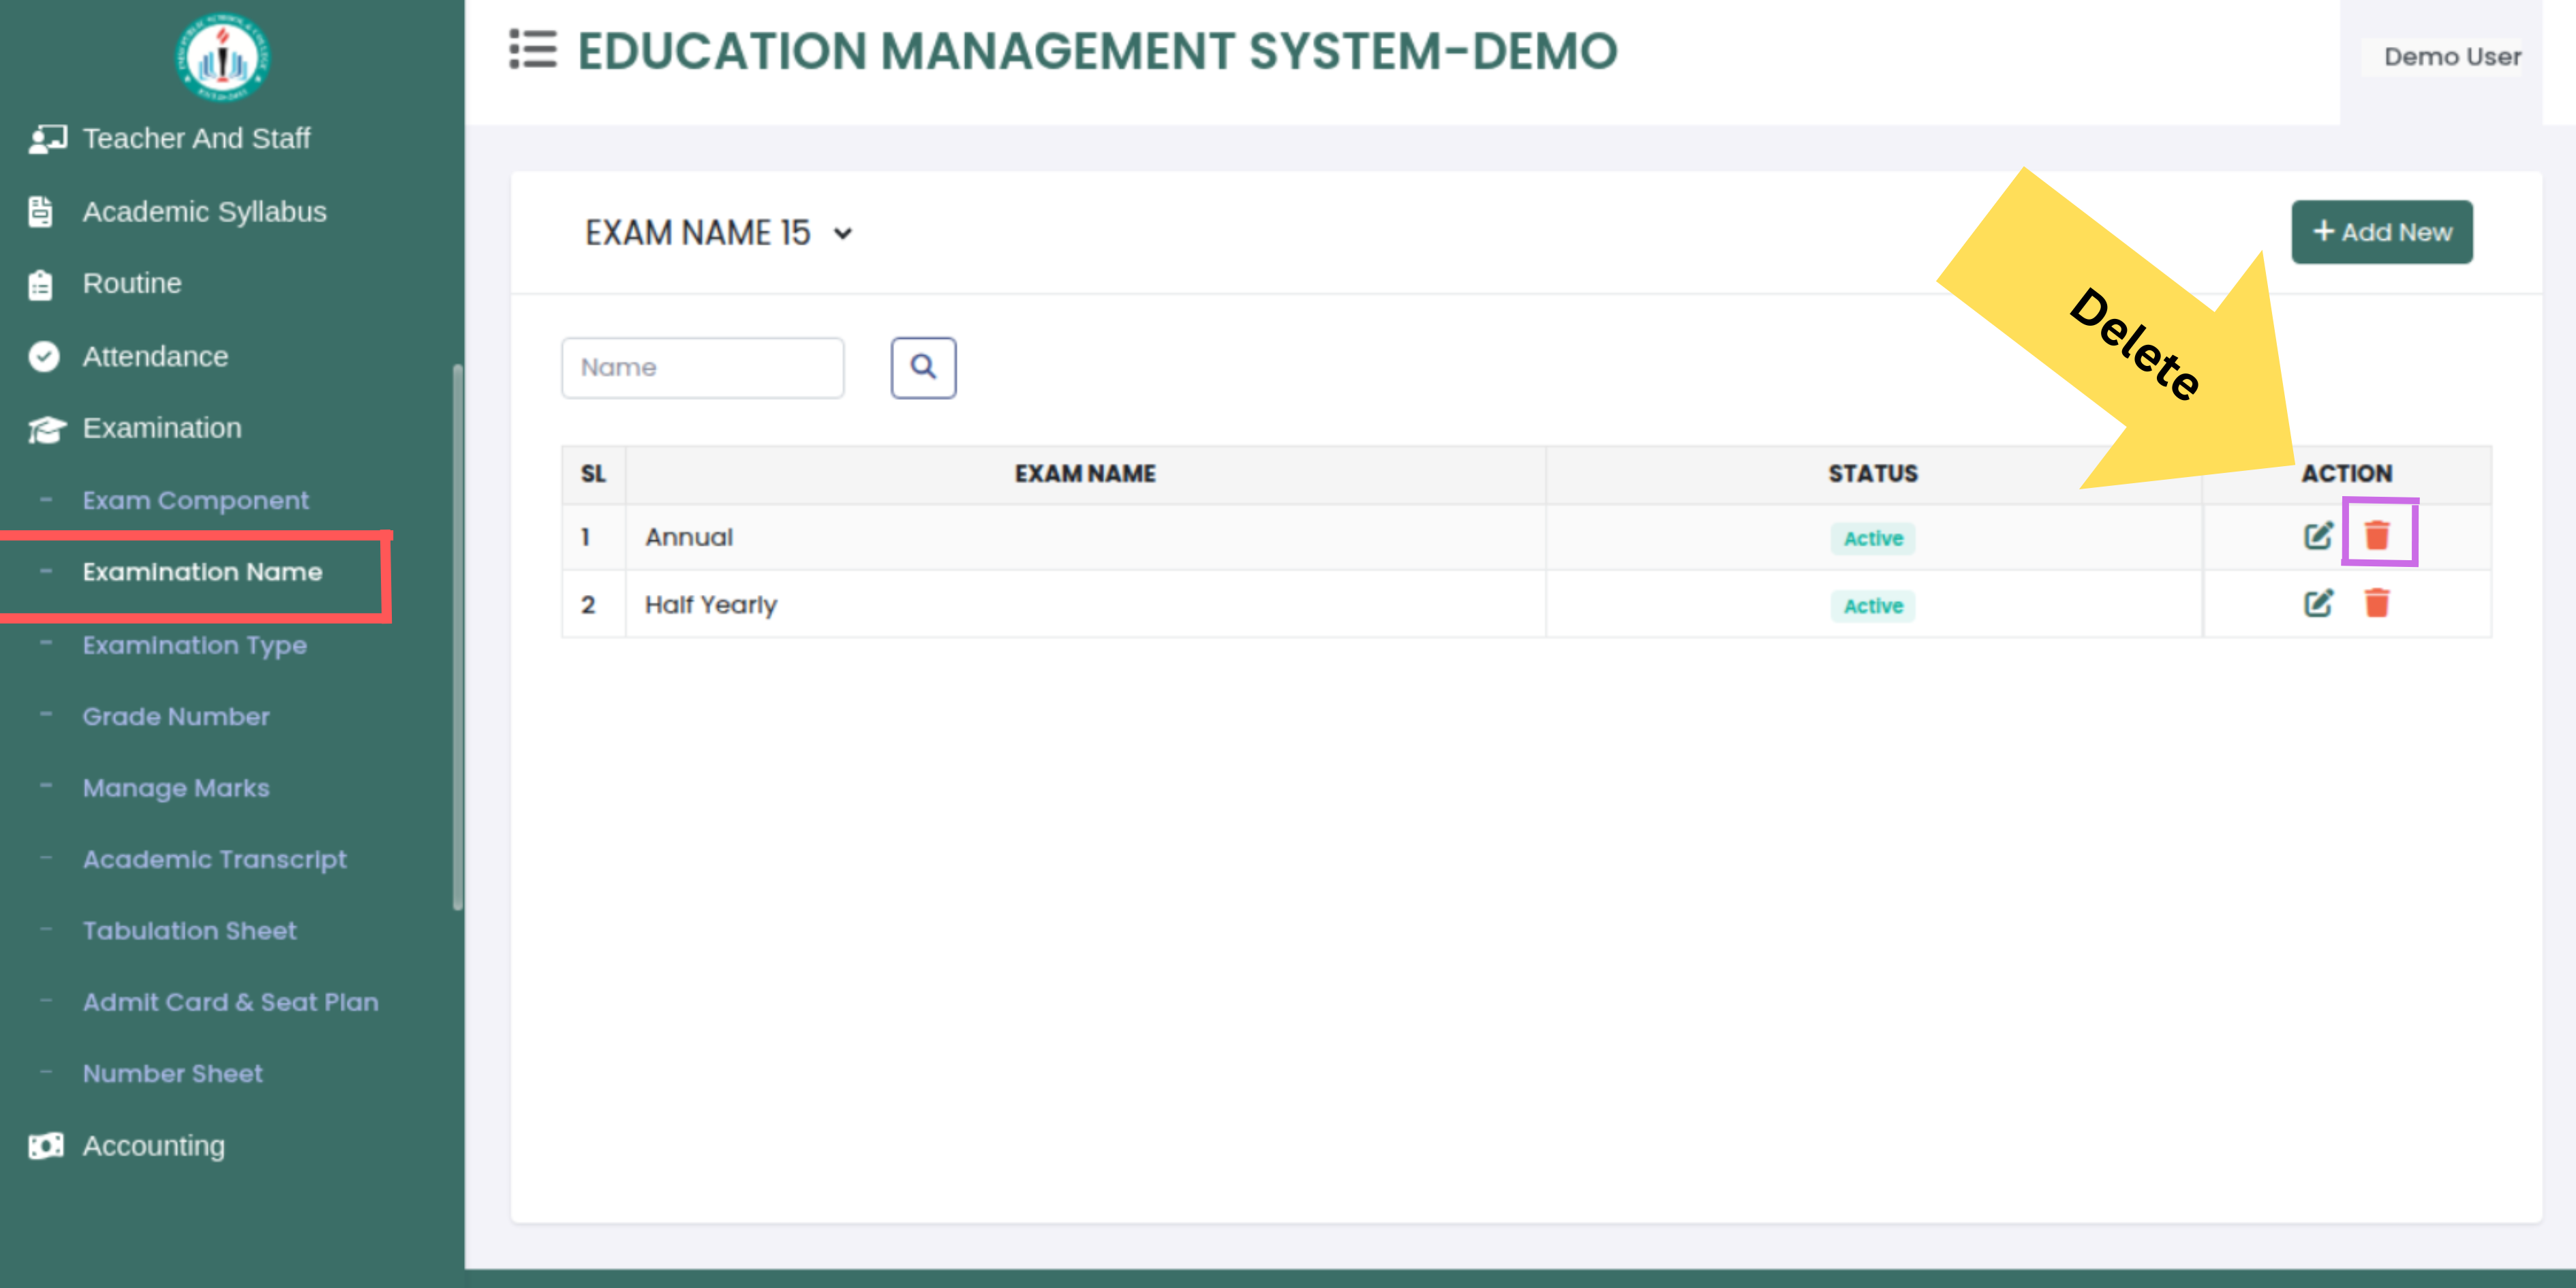 EDUCATION MANAGEMENT SYSTEM-DEMO
Demo User
Teacher And Staff
Academic Syllabus
Routine
Attendance
Examination
- Exam Component
- Examination Name
- Examination Type
- Grade Number
- Manage Marks
- Academic Transcript
- Tabulation Sheet
- Admit Card & Seat Plan
- Number Sheet
Accounting
EXAM NAME 15
+ Add New
Delete
Name
SL EXAM NAME STATUS ACTION
1 Annual Active
2 Half Yearly Active